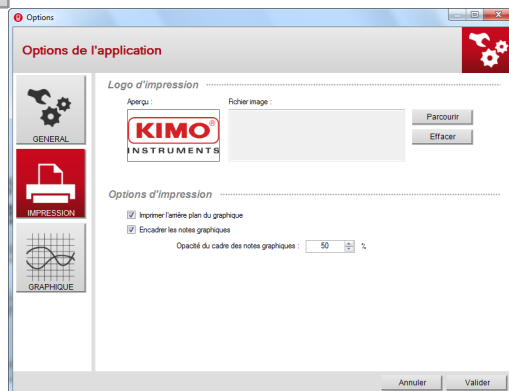 Options
Options de l'application
GENERAL
IMPRESSION
GRAPHIQUE
Logo d'impression
Aperçu :
Fichier image :
KIMO®
INSTRUMENTS
Parcourir
Effacer
Options d'impression
Imprimer l'arrière plan du graphique
Encadrer les notes graphiques
Opacité du cadre des notes graphiques : 50 %
Annuler
Valider